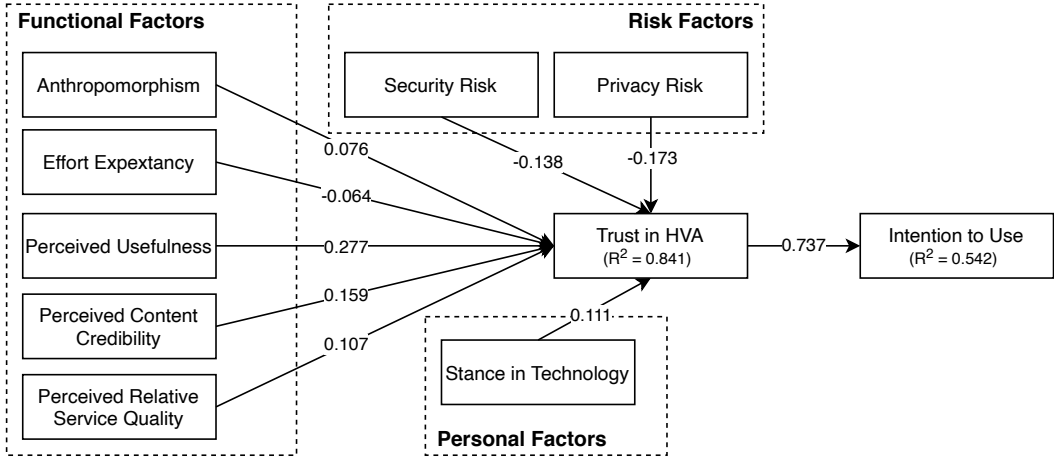 Functional Factors
Anthropomorphism
Effort Expextancy
Perceived Usefulness
Perceived Content
Credibility
Perceived Relative
Service Quality
Risk Factors
Security Risk
Privacy Risk
0.076
-0.064
0.277
0.159
0.107
-0.138
-0.173
Trust in HVA
(R² = 0.841)
0.737
Intention to Use
(R² = 0.542)
0.111
Stance in Technology
Personal Factors